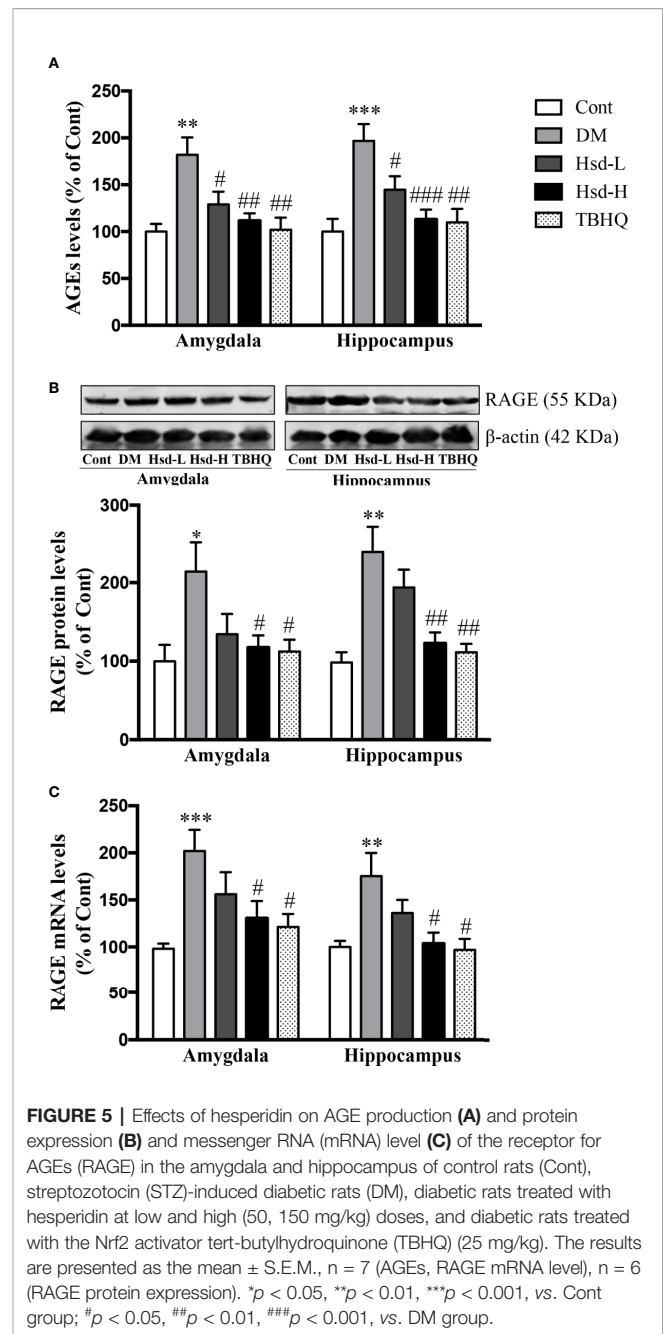 A
AGEs levels (% of Cont)
250
200
150
100
50
0
** # ## ##
*** # ### ##
Amygdala Hippocampus
Cont
DM
Hsd-L
Hsd-H
TBHQ
B
RAGE (55 KDa)
β-actin (42 KDa)
Cont DM Hsd-L Hsd-H TBHQ Cont DM Hsd-L Hsd-H TBHQ
Amygdala Hippocampus
RAGE protein levels
(% of Cont)
300
200
100
0
* # #
** ## ##
Amygdala Hippocampus
C
RAGE mRNA levels
(% of Cont)
250
200
150
100
50
0
*** # #
** # #
Amygdala Hippocampus
FIGURE 5 | Effects of hesperidin on AGE production (A) and protein
expression (B) and messenger RNA (mRNA) level (C) of the receptor for
AGEs (RAGE) in the amygdala and hippocampus of control rats (Cont),
streptozotocin (STZ)-induced diabetic rats (DM), diabetic rats treated with
hesperidin at low and high (50, 150 mg/kg) doses, and diabetic rats treated
with the Nrf2 activator tert-butylhydroquinone (TBHQ) (25 mg/kg). The results
are presented as the mean ± S.E.M., n = 7 (AGEs, RAGE mRNA level), n = 6
(RAGE protein expression). *p < 0.05, **p < 0.01, ***p < 0.001, vs. Cont
group; #p < 0.05, ##p < 0.01, ###p < 0.001, vs. DM group.